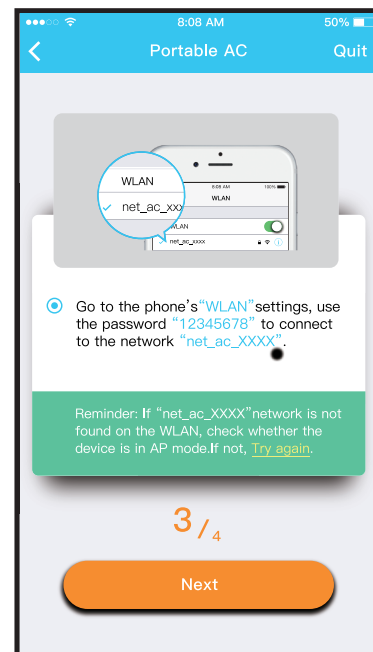 8:08 AM
50%
Portable AC
Quit
WLAN
net_ac_xxx
8:08 AM
100%
WLAN
WLAN
net_ac_xxxx
Go to the phone's“WLAN”settings, use
the password “12345678” to connect
to the network “net_ac_XXXX”.
Reminder: If “net_ac_XXXX”network is not
found on the WLAN, check whether the
device is in AP mode.If not, Try again.
3/4
Next